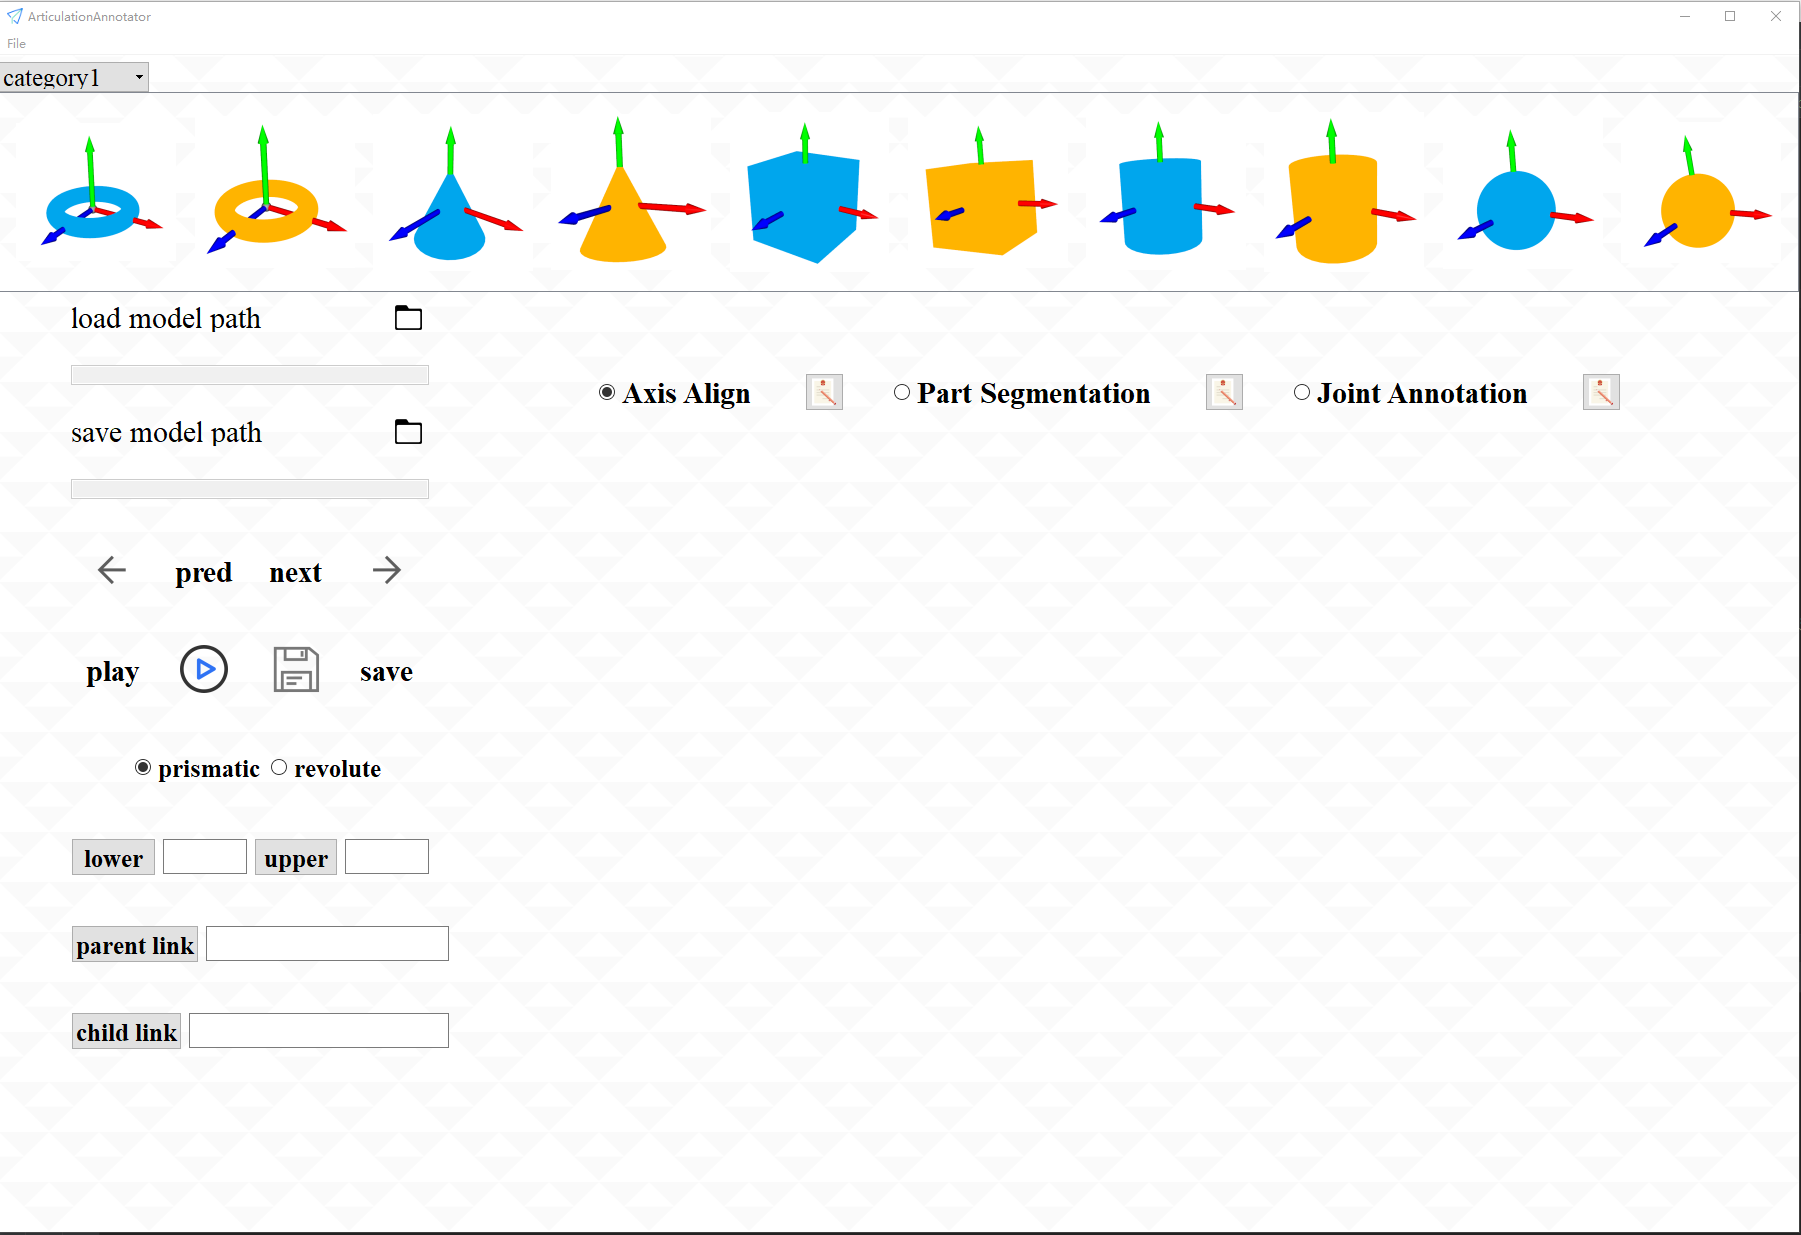 ArticulationAnnotator
File
category1
load model path
Axis Align
Part Segmentation
Joint Annotation
save model path
pred next
play save
prismatic revolute
lower upper
parent link
child link